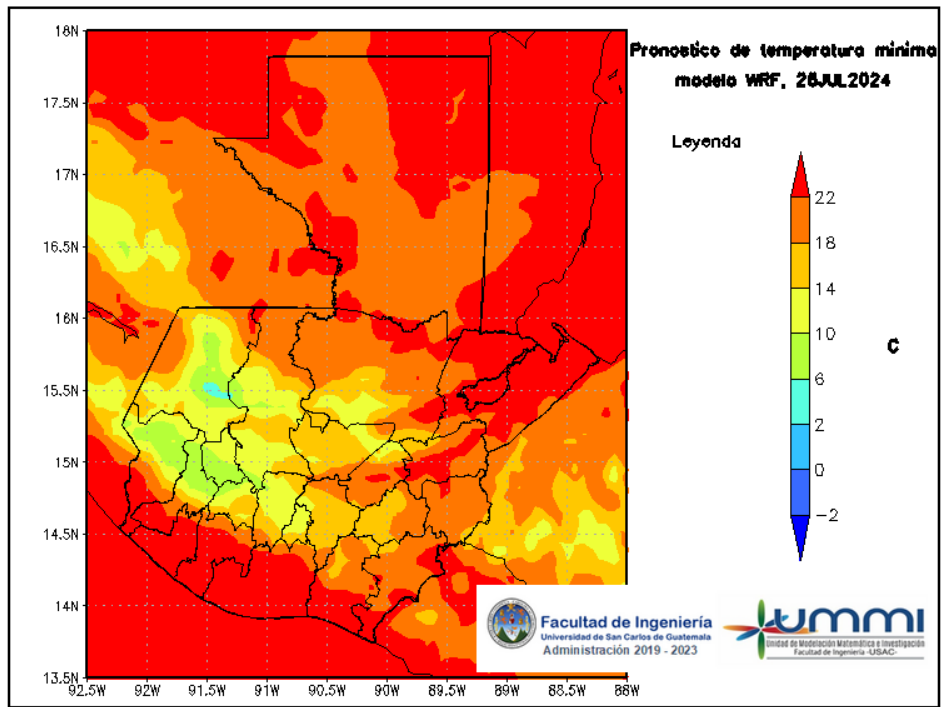 Pronostico de temperatura minima
modelo WRF, 28JUL2024
Leyenda
22
18
14
10
6
2
0
-2
C
18N
17.5N
17N
16.5N
16N
15.5N
15N
14.5N
14N
13.5N
92.5W
92W
91.5W
91W
90.5W
90W
89.5W
89W
88.5W
88W
Facultad de Ingeniería
Universidad de San Carlos de Guatemala
Administración 2019 - 2023
ummi
Unidad de Modelación Matemática e Investigación
Facultad de Ingeniería -USAC-